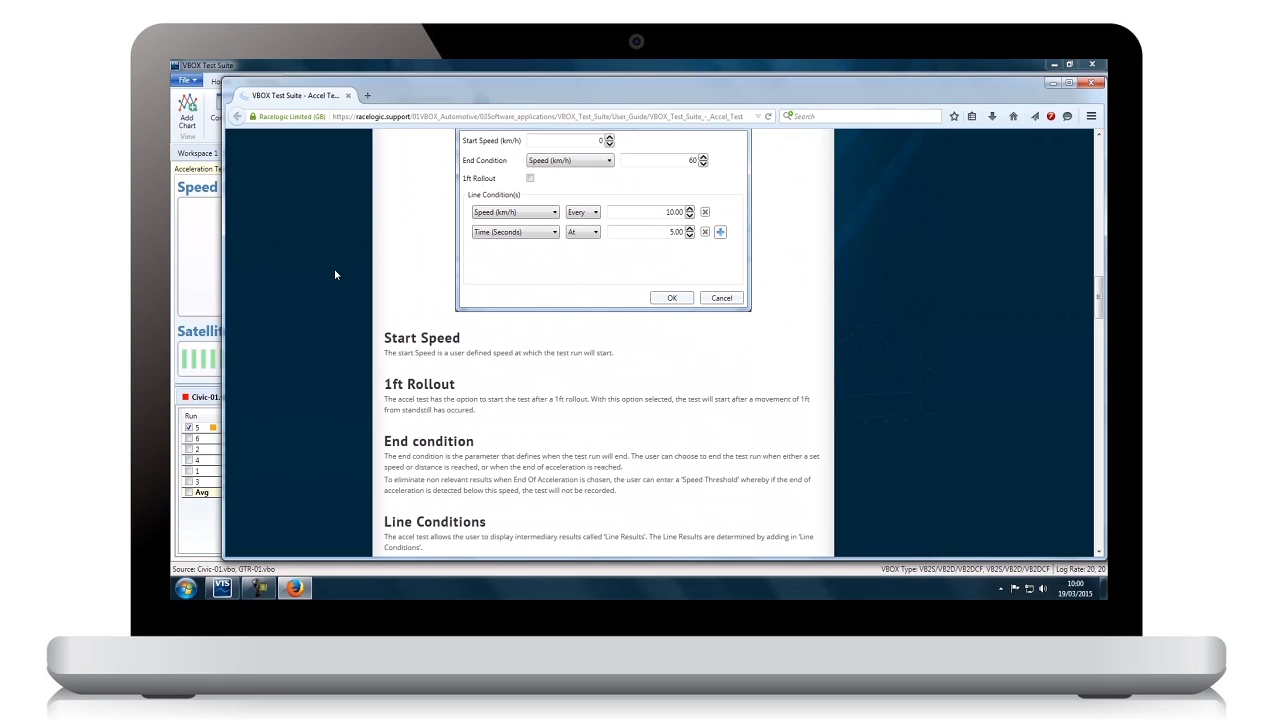 VBOX Test Suite
File
VBOX Test Suite - Accel Te...
Add
Chart
View
Racelogic Limited (GB)
https://racelogic.support/01VBOX_Automotive/03Software_applications/VBOX_Test_Suite/User_Guide/VBOX_Test_Suite_-_Accel_Test
Search
Workspace 1
Acceleration Te
Speed
Start Speed (km/h) 0
End Condition Speed (km/h) 60
1ft Rollout
Line Condition(s)
Speed (km/h) Every 10.00
Time (Seconds) At 5.00
OK Cancel
Satellit
Start Speed
The start Speed is a user defined speed at which the test run will start.
1ft Rollout
The accel test has the option to start the test after a 1ft rollout. With this option selected, the test will start after a movement of 1ft
from standstill has occured.
End condition
The end condition is the parameter that defines when the test run will end. The user can choose to end the test run when either a set
speed or distance is reached, or when the end of acceleration is reached.
To eliminate non relevant results when End Of Acceleration is chosen, the user can enter a 'Speed Threshold' whereby if the end of
acceleration is detected below this speed, the test will not be recorded.
Line Conditions
The accel test allows the user to display intermediary results called 'Line Results'. The Line Results are determined by adding in 'Line
Conditions'.
Civic-01.
Run
5
6
2
4
1
3
Avg
Source: Civic-01.vbo, GTR-01.vbo
VBOX Type: VB2S/VB2D/VB2DCF, VB2S/VB2D/VB2DCF Log Rate: 20, 20
VTS
10:00
19/03/2015